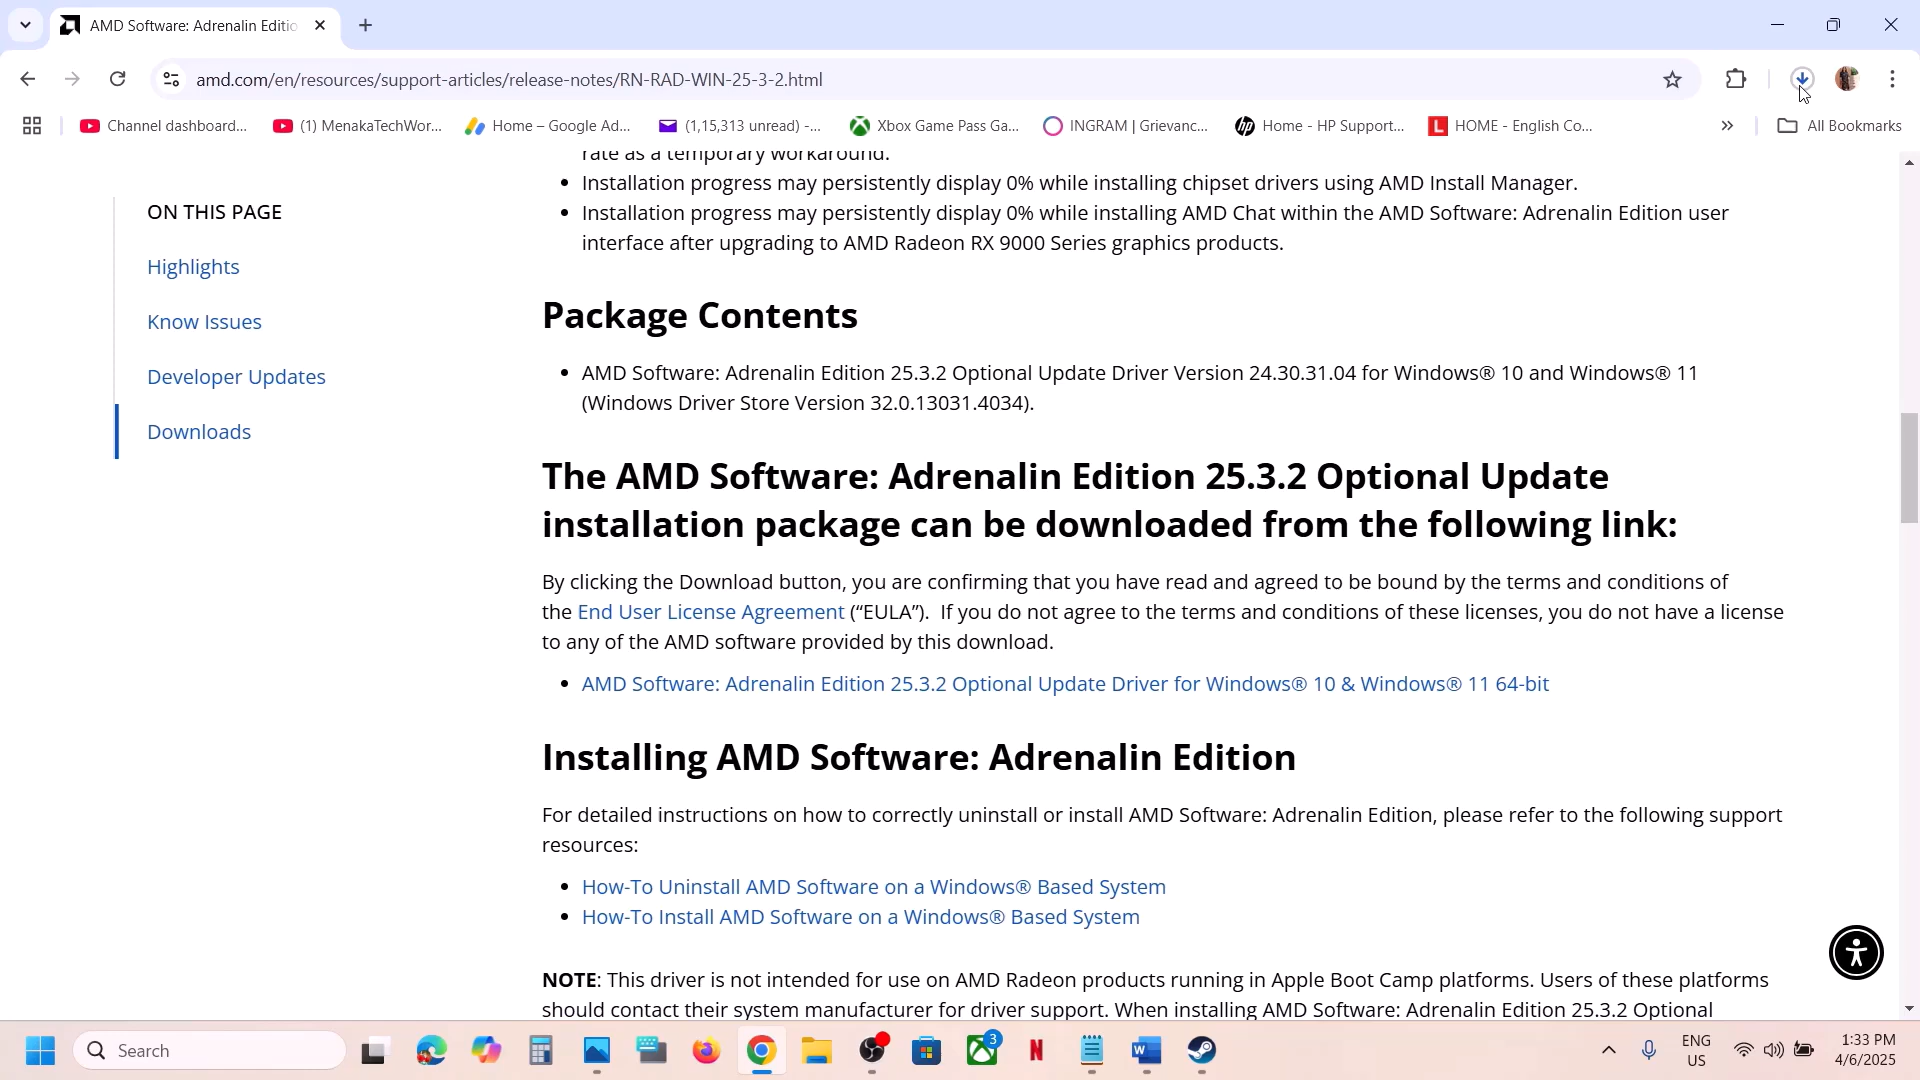 AMD Software: Adrenalin Editio
amd.com/en/resources/support-articles/release-notes/RN-RAD-WIN-25-3-2.html
Channel dashboard...
(1) MenakaTechWor...
Home – Google Ad...
(1,15,313 unread) -...
Xbox Game Pass Ga...
INGRAM | Grievanc...
Home - HP Support...
HOME - English Co...
»
All Bookmarks
ON THIS PAGE
Highlights
Know Issues
Developer Updates
Downloads
rate as a temporary workaround.
• Installation progress may persistently display 0% while installing chipset drivers using AMD Install Manager.
• Installation progress may persistently display 0% while installing AMD Chat within the AMD Software: Adrenalin Edition user
interface after upgrading to AMD Radeon RX 9000 Series graphics products.
Package Contents
• AMD Software: Adrenalin Edition 25.3.2 Optional Update Driver Version 24.30.31.04 for Windows® 10 and Windows® 11
(Windows Driver Store Version 32.0.13031.4034).
The AMD Software: Adrenalin Edition 25.3.2 Optional Update
installation package can be downloaded from the following link:
By clicking the Download button, you are confirming that you have read and agreed to be bound by the terms and conditions of
the End User License Agreement (“EULA”).  If you do not agree to the terms and conditions of these licenses, you do not have a license
to any of the AMD software provided by this download.
• AMD Software: Adrenalin Edition 25.3.2 Optional Update Driver for Windows® 10 & Windows® 11 64-bit
Installing AMD Software: Adrenalin Edition
For detailed instructions on how to correctly uninstall or install AMD Software: Adrenalin Edition, please refer to the following support
resources:
• How-To Uninstall AMD Software on a Windows® Based System
• How-To Install AMD Software on a Windows® Based System
NOTE: This driver is not intended for use on AMD Radeon products running in Apple Boot Camp platforms. Users of these platforms
should contact their system manufacturer for driver support. When installing AMD Software: Adrenalin Edition 25.3.2 Optional
Search
3
ENG
US
1:33 PM
4/6/2025